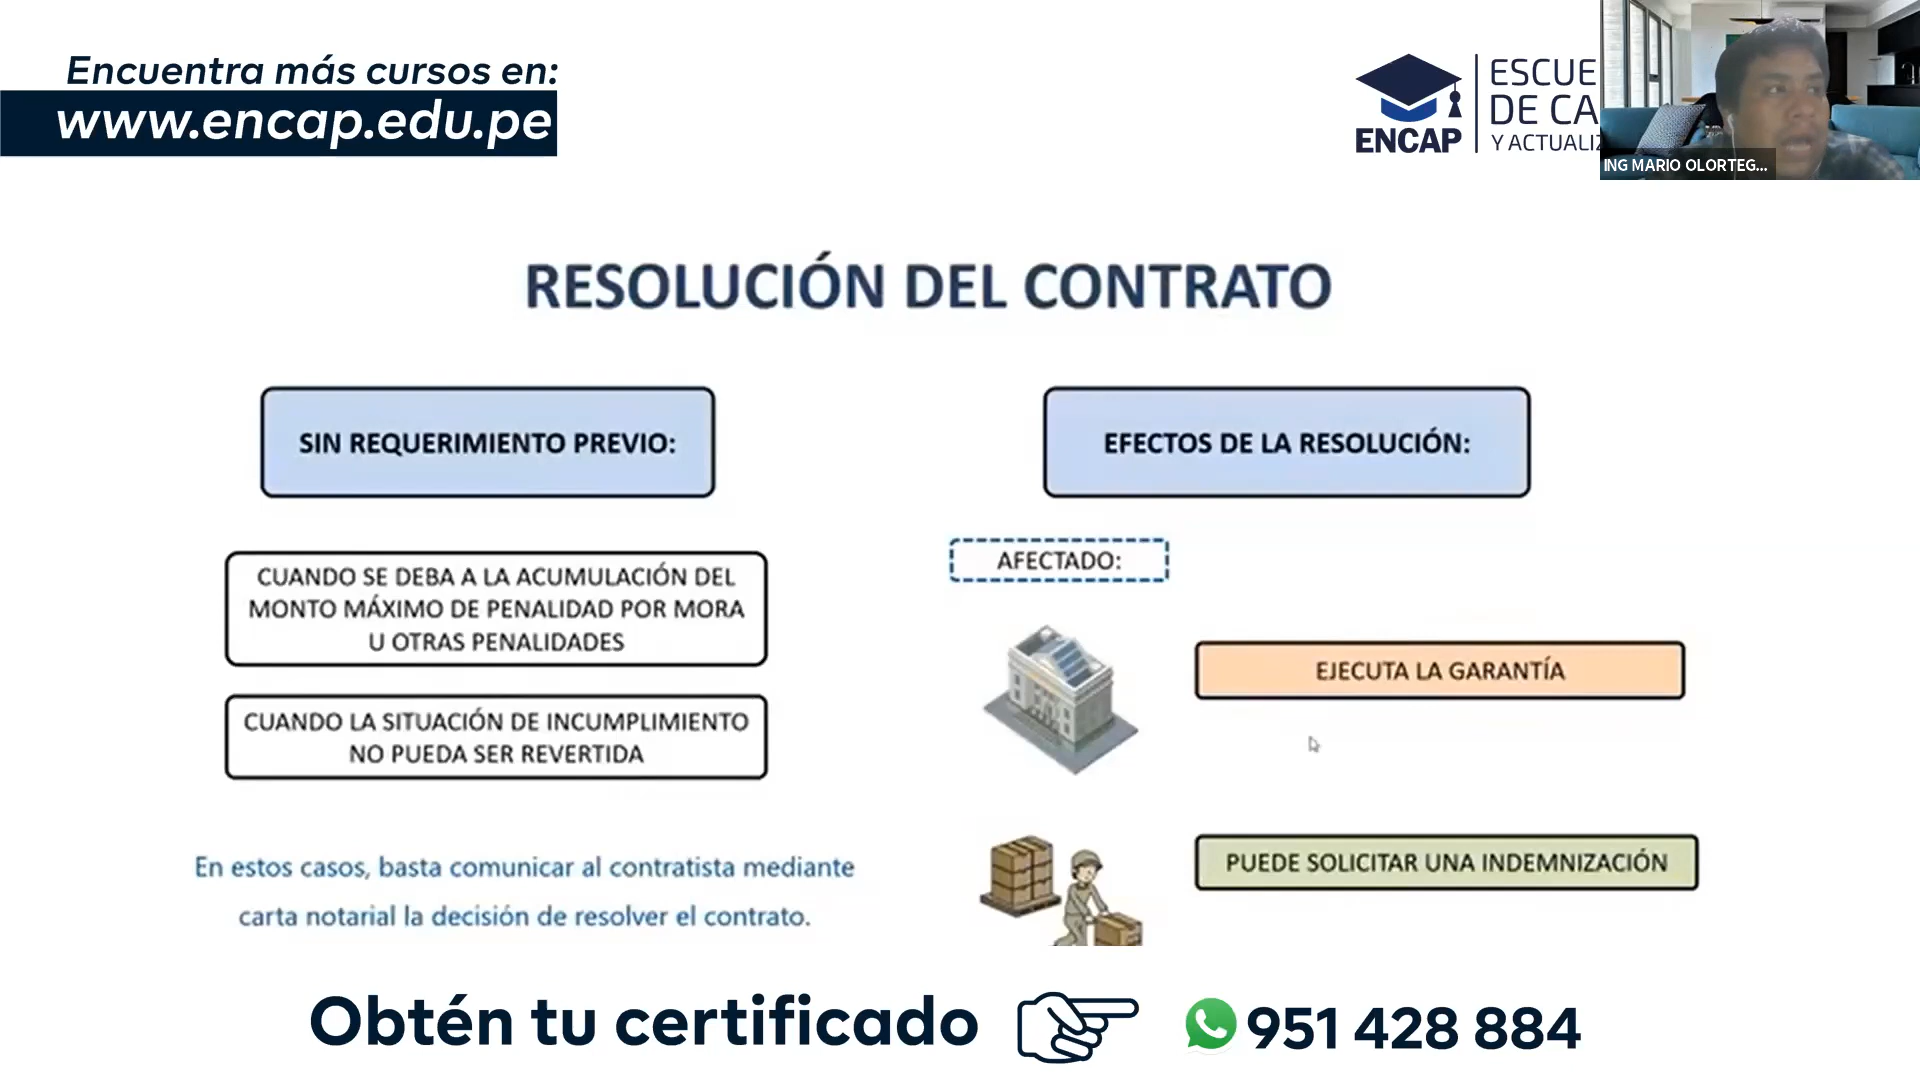 Encuentra más cursos en:
www.encap.edu.pe
ENCAP
ESCUE
DE CA
Y ACTUALIZ
ING MARIO OLORTEG...
RESOLUCIÓN DEL CONTRATO
SIN REQUERIMIENTO PREVIO:
CUANDO SE DEBA A LA ACUMULACIÓN DEL
MONTO MÁXIMO DE PENALIDAD POR MORA
U OTRAS PENALIDADES
CUANDO LA SITUACIÓN DE INCUMPLIMIENTO
NO PUEDA SER REVERTIDA
En estos casos, basta comunicar al contratista mediante
carta notarial la decisión de resolver el contrato.
EFECTOS DE LA RESOLUCIÓN:
AFECTADO:
EJECUTA LA GARANTÍA
PUEDE SOLICITAR UNA INDEMNIZACIÓN
Obtén tu certificado
951 428 884